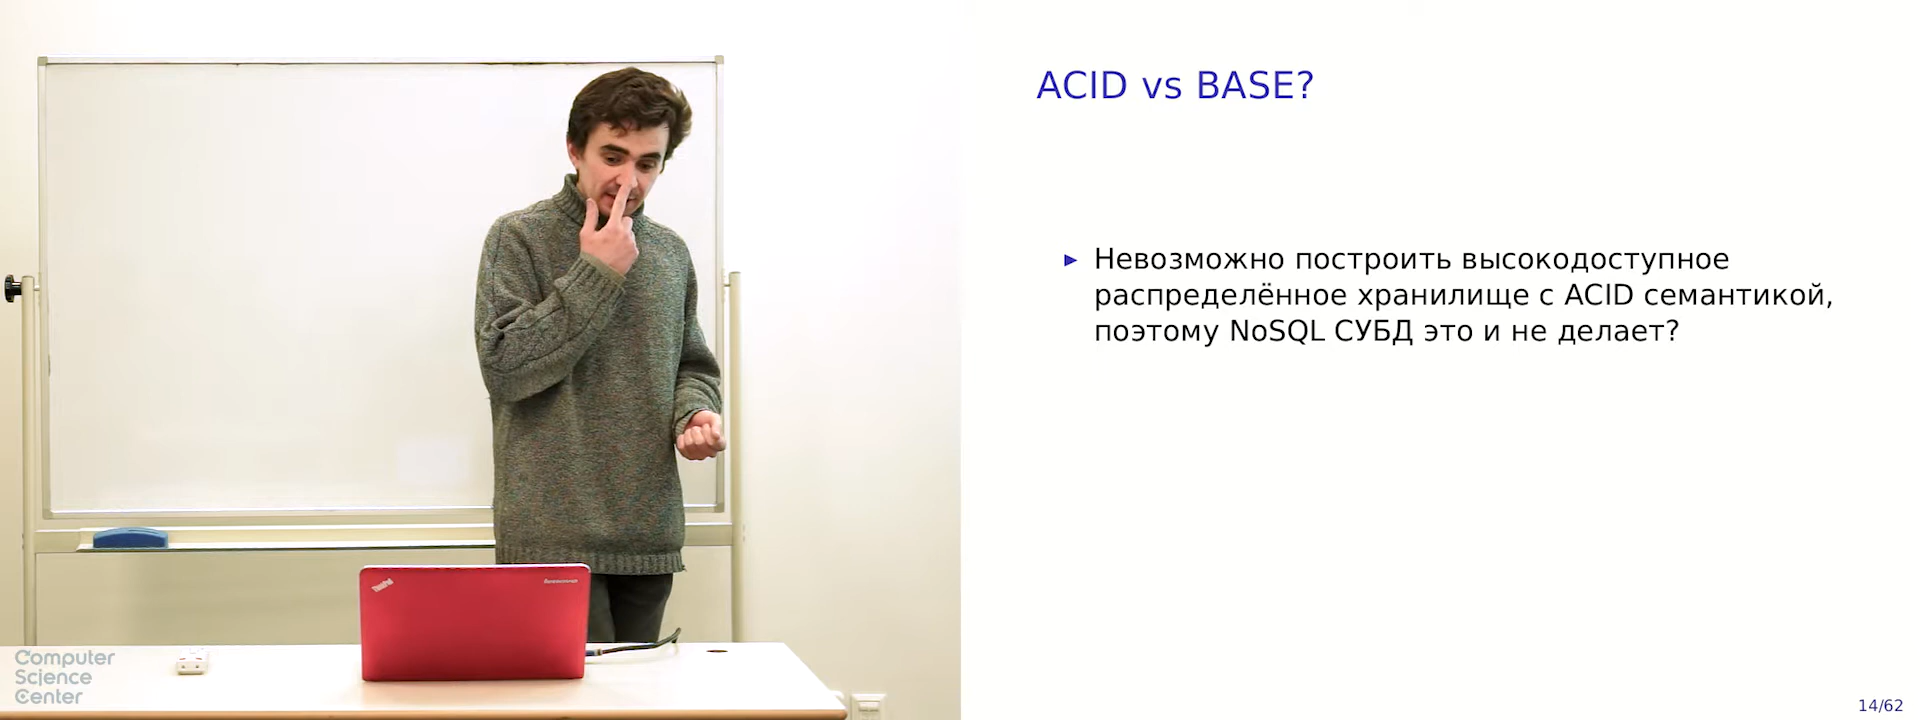 ACID vs BASE?
► Невозможно построить высокодоступное
распределённое хранилище с ACID семантикой,
поэтому NoSQL СУБД это и не делает?
14/62
Computer
Science
Center